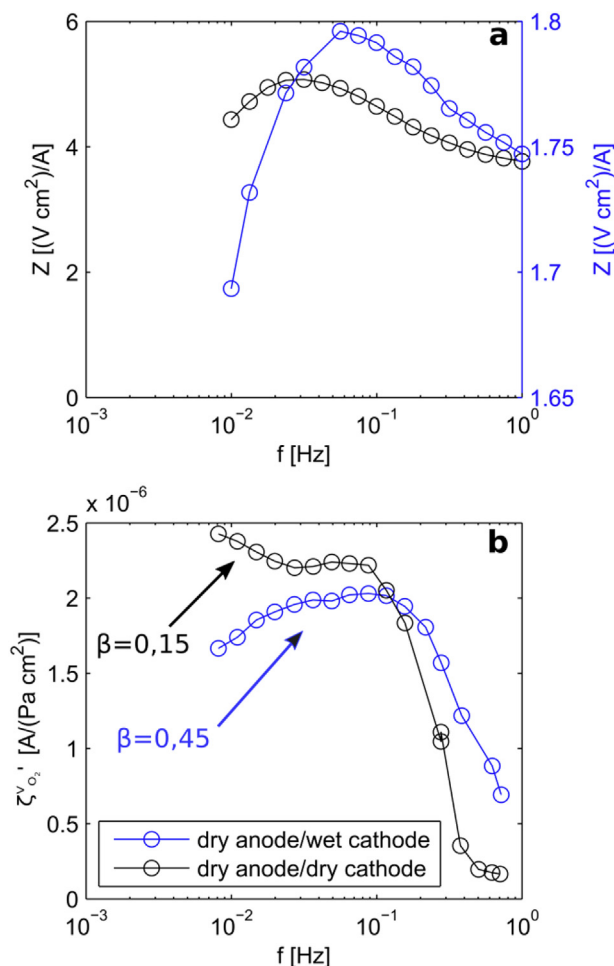 a
6
4
2
0
Z [(V cm²)/A]
1.8
1.75
1.7
1.65
Z [(V cm²)/A]
10⁻³
10⁻²
10⁻¹
10⁰
f [Hz]
b
x 10⁻⁶
2.5
2
1.5
1
0.5
0
ζᵛO₂' [A/(Pa cm²)]
β=0,15
β=0,45
dry anode/wet cathode
dry anode/dry cathode
10⁻³
10⁻²
10⁻¹
10⁰
f [Hz]